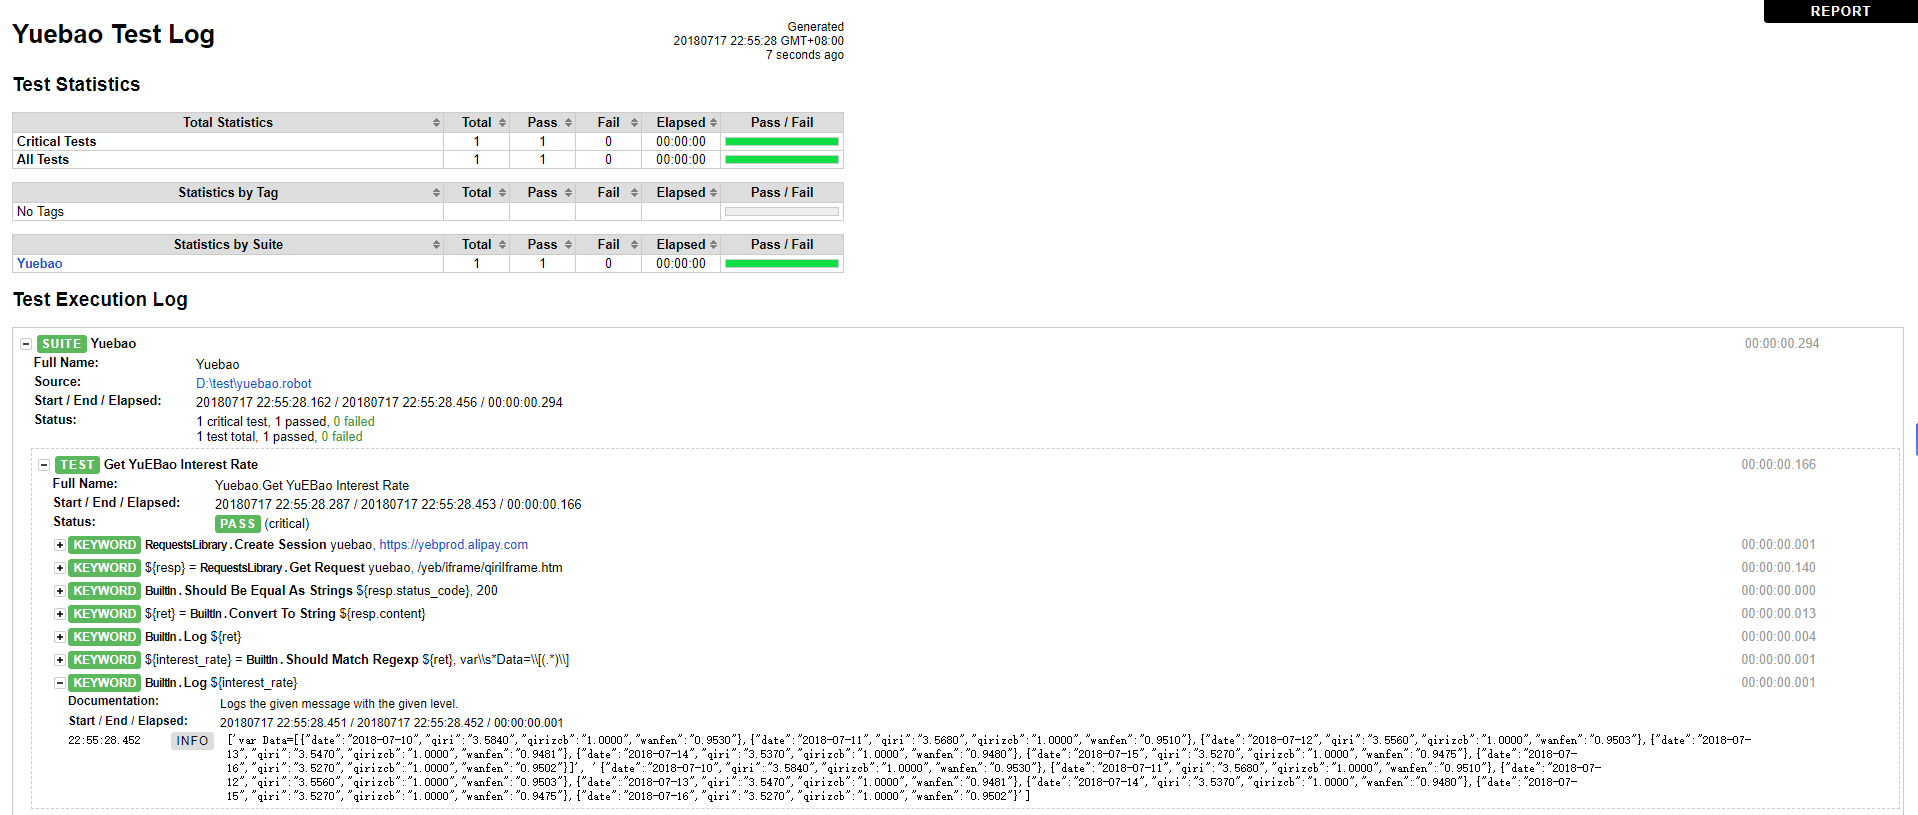 REPORT
Yuebao Test Log
Generated
20180717 22:55:28 GMT+08:00
7 seconds ago
Test Statistics
Total Statistics Total Pass Fail Elapsed Pass / Fail
Critical Tests 1 1 0 00:00:00
All Tests 1 1 0 00:00:00
Statistics by Tag Total Pass Fail Elapsed Pass / Fail
No Tags
Statistics by Suite Total Pass Fail Elapsed Pass / Fail
Yuebao 1 1 0 00:00:00
Test Execution Log
SUITE Yuebao 00:00:00.294
Full Name: Yuebao
Source: D:\test\yuebao.robot
Start / End / Elapsed: 20180717 22:55:28.162 / 20180717 22:55:28.456 / 00:00:00.294
Status: 1 critical test, 1 passed, 0 failed
1 test total, 1 passed, 0 failed
TEST Get YuEBao Interest Rate 00:00:00.166
Full Name: Yuebao.Get YuEBao Interest Rate
Start / End / Elapsed: 20180717 22:55:28.287 / 20180717 22:55:28.453 / 00:00:00.166
Status: PASS (critical)
KEYWORD RequestsLibrary.Create Session yuebao, https://yebprod.alipay.com 00:00:00.001
KEYWORD ${resp} = RequestsLibrary.Get Request yuebao, /yeb/iframe/qiriIframe.htm 00:00:00.140
KEYWORD BuiltIn.Should Be Equal As Strings ${resp.status_code}, 200 00:00:00.000
KEYWORD ${ret} = BuiltIn.Convert To String ${resp.content} 00:00:00.013
KEYWORD BuiltIn.Log ${ret} 00:00:00.004
KEYWORD ${interest_rate} = BuiltIn.Should Match Regexp ${ret}, var\\s*Data=\\[(.*)\\] 00:00:00.001
KEYWORD BuiltIn.Log ${interest_rate} 00:00:00.001
Documentation: Logs the given message with the given level.
Start / End / Elapsed: 20180717 22:55:28.451 / 20180717 22:55:28.452 / 00:00:00.001
22:55:28.452 INFO ['var Data=[{"date":"2018-07-10","qiri":"3.5840","qirizcb":"1.0000","wanfen":"0.9530"},{"date":"2018-07-11","qiri":"3.5680","qirizcb":"1.0000","wanfen":"0.9510"},{"date":"2018-07-12","qiri":"3.5560","qirizcb":"1.0000","wanfen":"0.9503"},{"date":"2018-07-
13","qiri":"3.5470","qirizcb":"1.0000","wanfen":"0.9481"},{"date":"2018-07-14","qiri":"3.5370","qirizcb":"1.0000","wanfen":"0.9480"},{"date":"2018-07-15","qiri":"3.5270","qirizcb":"1.0000","wanfen":"0.9475"},{"date":"2018-07-
16","qiri":"3.5270","qirizcb":"1.0000","wanfen":"0.9502"}]', '{"date":"2018-07-10","qiri":"3.5840","qirizcb":"1.0000","wanfen":"0.9530"},{"date":"2018-07-11","qiri":"3.5680","qirizcb":"1.0000","wanfen":"0.9510"},{"date":"2018-07-
12","qiri":"3.5560","qirizcb":"1.0000","wanfen":"0.9503"},{"date":"2018-07-13","qiri":"3.5470","qirizcb":"1.0000","wanfen":"0.9481"},{"date":"2018-07-14","qiri":"3.5370","qirizcb":"1.0000","wanfen":"0.9480"},{"date":"2018-07-
15","qiri":"3.5270","qirizcb":"1.0000","wanfen":"0.9475"},{"date":"2018-07-16","qiri":"3.5270","qirizcb":"1.0000","wanfen":"0.9502"}']